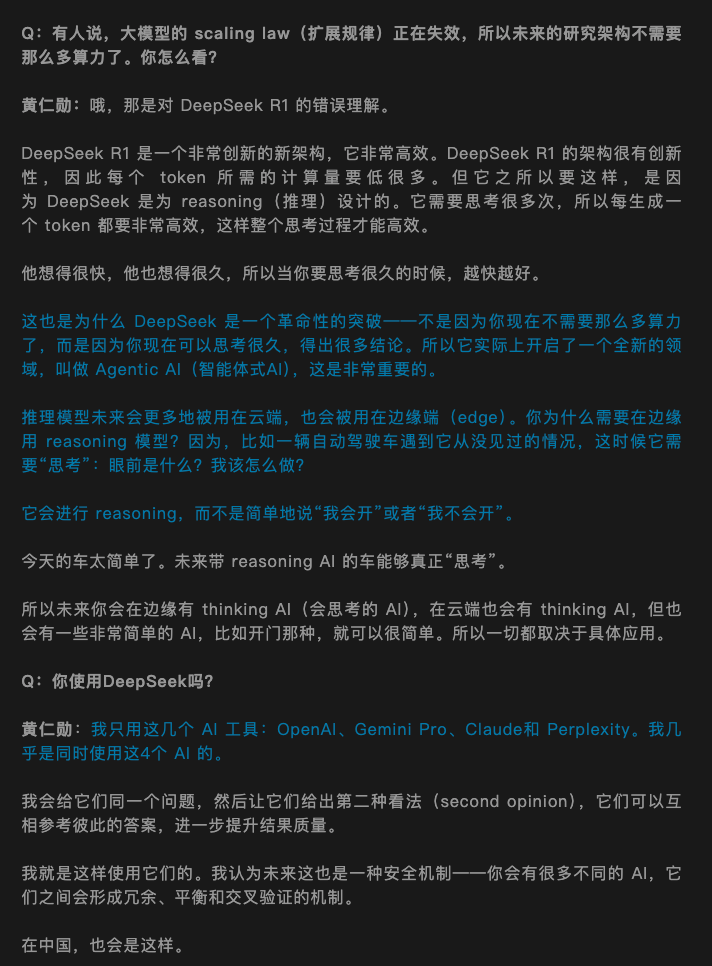 Q：有人说，大模型的 scaling law（扩展规律）正在失效，所以未来的研究架构不需要
那么多算力了。你怎么看？
黄仁勋：哦，那是对 DeepSeek R1 的错误理解。
DeepSeek R1 是一个非常创新的新架构，它非常高效。DeepSeek R1 的架构很有创新
性，因此每个 token 所需的计算量要低很多。但它之所以要这样，是因
为 DeepSeek 是为 reasoning（推理）设计的。它需要思考很多次，所以每生成一
个 token 都要非常高效，这样整个思考过程才能高效。
他想得很快，他也想得很久，所以当你要思考很久的时候，越快越好。
这也是为什么 DeepSeek 是一个革命性的突破——不是因为你现在不需要那么多算力
了，而是因为你现在可以思考很久，得出很多结论。所以它实际上开启了一个全新的领
域，叫做 Agentic AI（智能体式AI），这是非常重要的。
推理模型未来会更多地被用在云端，也会被用在边缘端（edge）。你为什么需要在边缘
用 reasoning 模型？因为，比如一辆自动驾驶车遇到它从没见过的情况，这时候它需
要“思考”：眼前是什么？我该怎么做？
它会进行 reasoning，而不是简单地说“我会开”或者“我不会开”。
今天的车太简单了。未来带 reasoning AI 的车能够真正“思考”。
所以未来你会在边缘有 thinking AI（会思考的 AI），在云端也会有 thinking AI，但也
会有一些非常简单的 AI，比如开门那种，就可以很简单。所以一切都取决于具体应用。
Q：你使用DeepSeek吗？
黄仁勋：我只用这几个 AI 工具：OpenAI、Gemini Pro、Claude和 Perplexity。我几
乎是同时使用这4个 AI 的。
我会给它们同一个问题，然后让它们给出第二种看法（second opinion），它们可以互
相参考彼此的答案，进一步提升结果质量。
我就是这样使用它们的。我认为未来这也是一种安全机制——你会有很多不同的 AI，它
们之间会形成冗余、平衡和交叉验证的机制。
在中国，也会是这样。